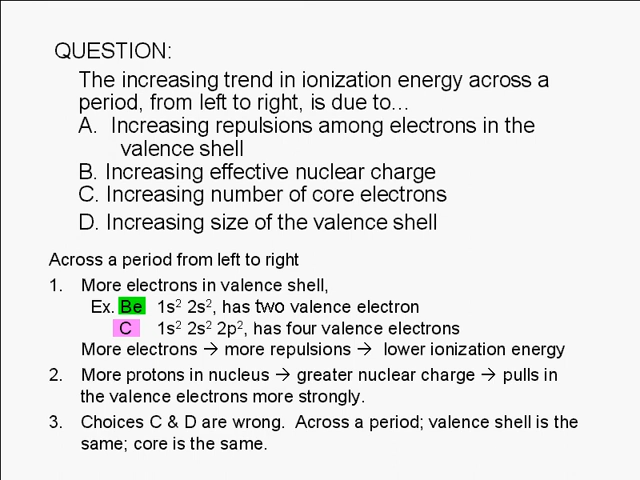 QUESTION:
The increasing trend in ionization energy across a
period, from left to right, is due to…
A. Increasing repulsions among electrons in the
valence shell
B. Increasing effective nuclear charge
C. Increasing number of core electrons
D. Increasing size of the valence shell
Across a period from left to right
1. More electrons in valence shell,
Ex. Be 1s² 2s², has two valence electron
C 1s² 2s² 2p², has four valence electrons
More electrons → more repulsions → lower ionization energy
2. More protons in nucleus → greater nuclear charge → pulls in
the valence electrons more strongly.
3. Choices C & D are wrong. Across a period; valence shell is the
same; core is the same.